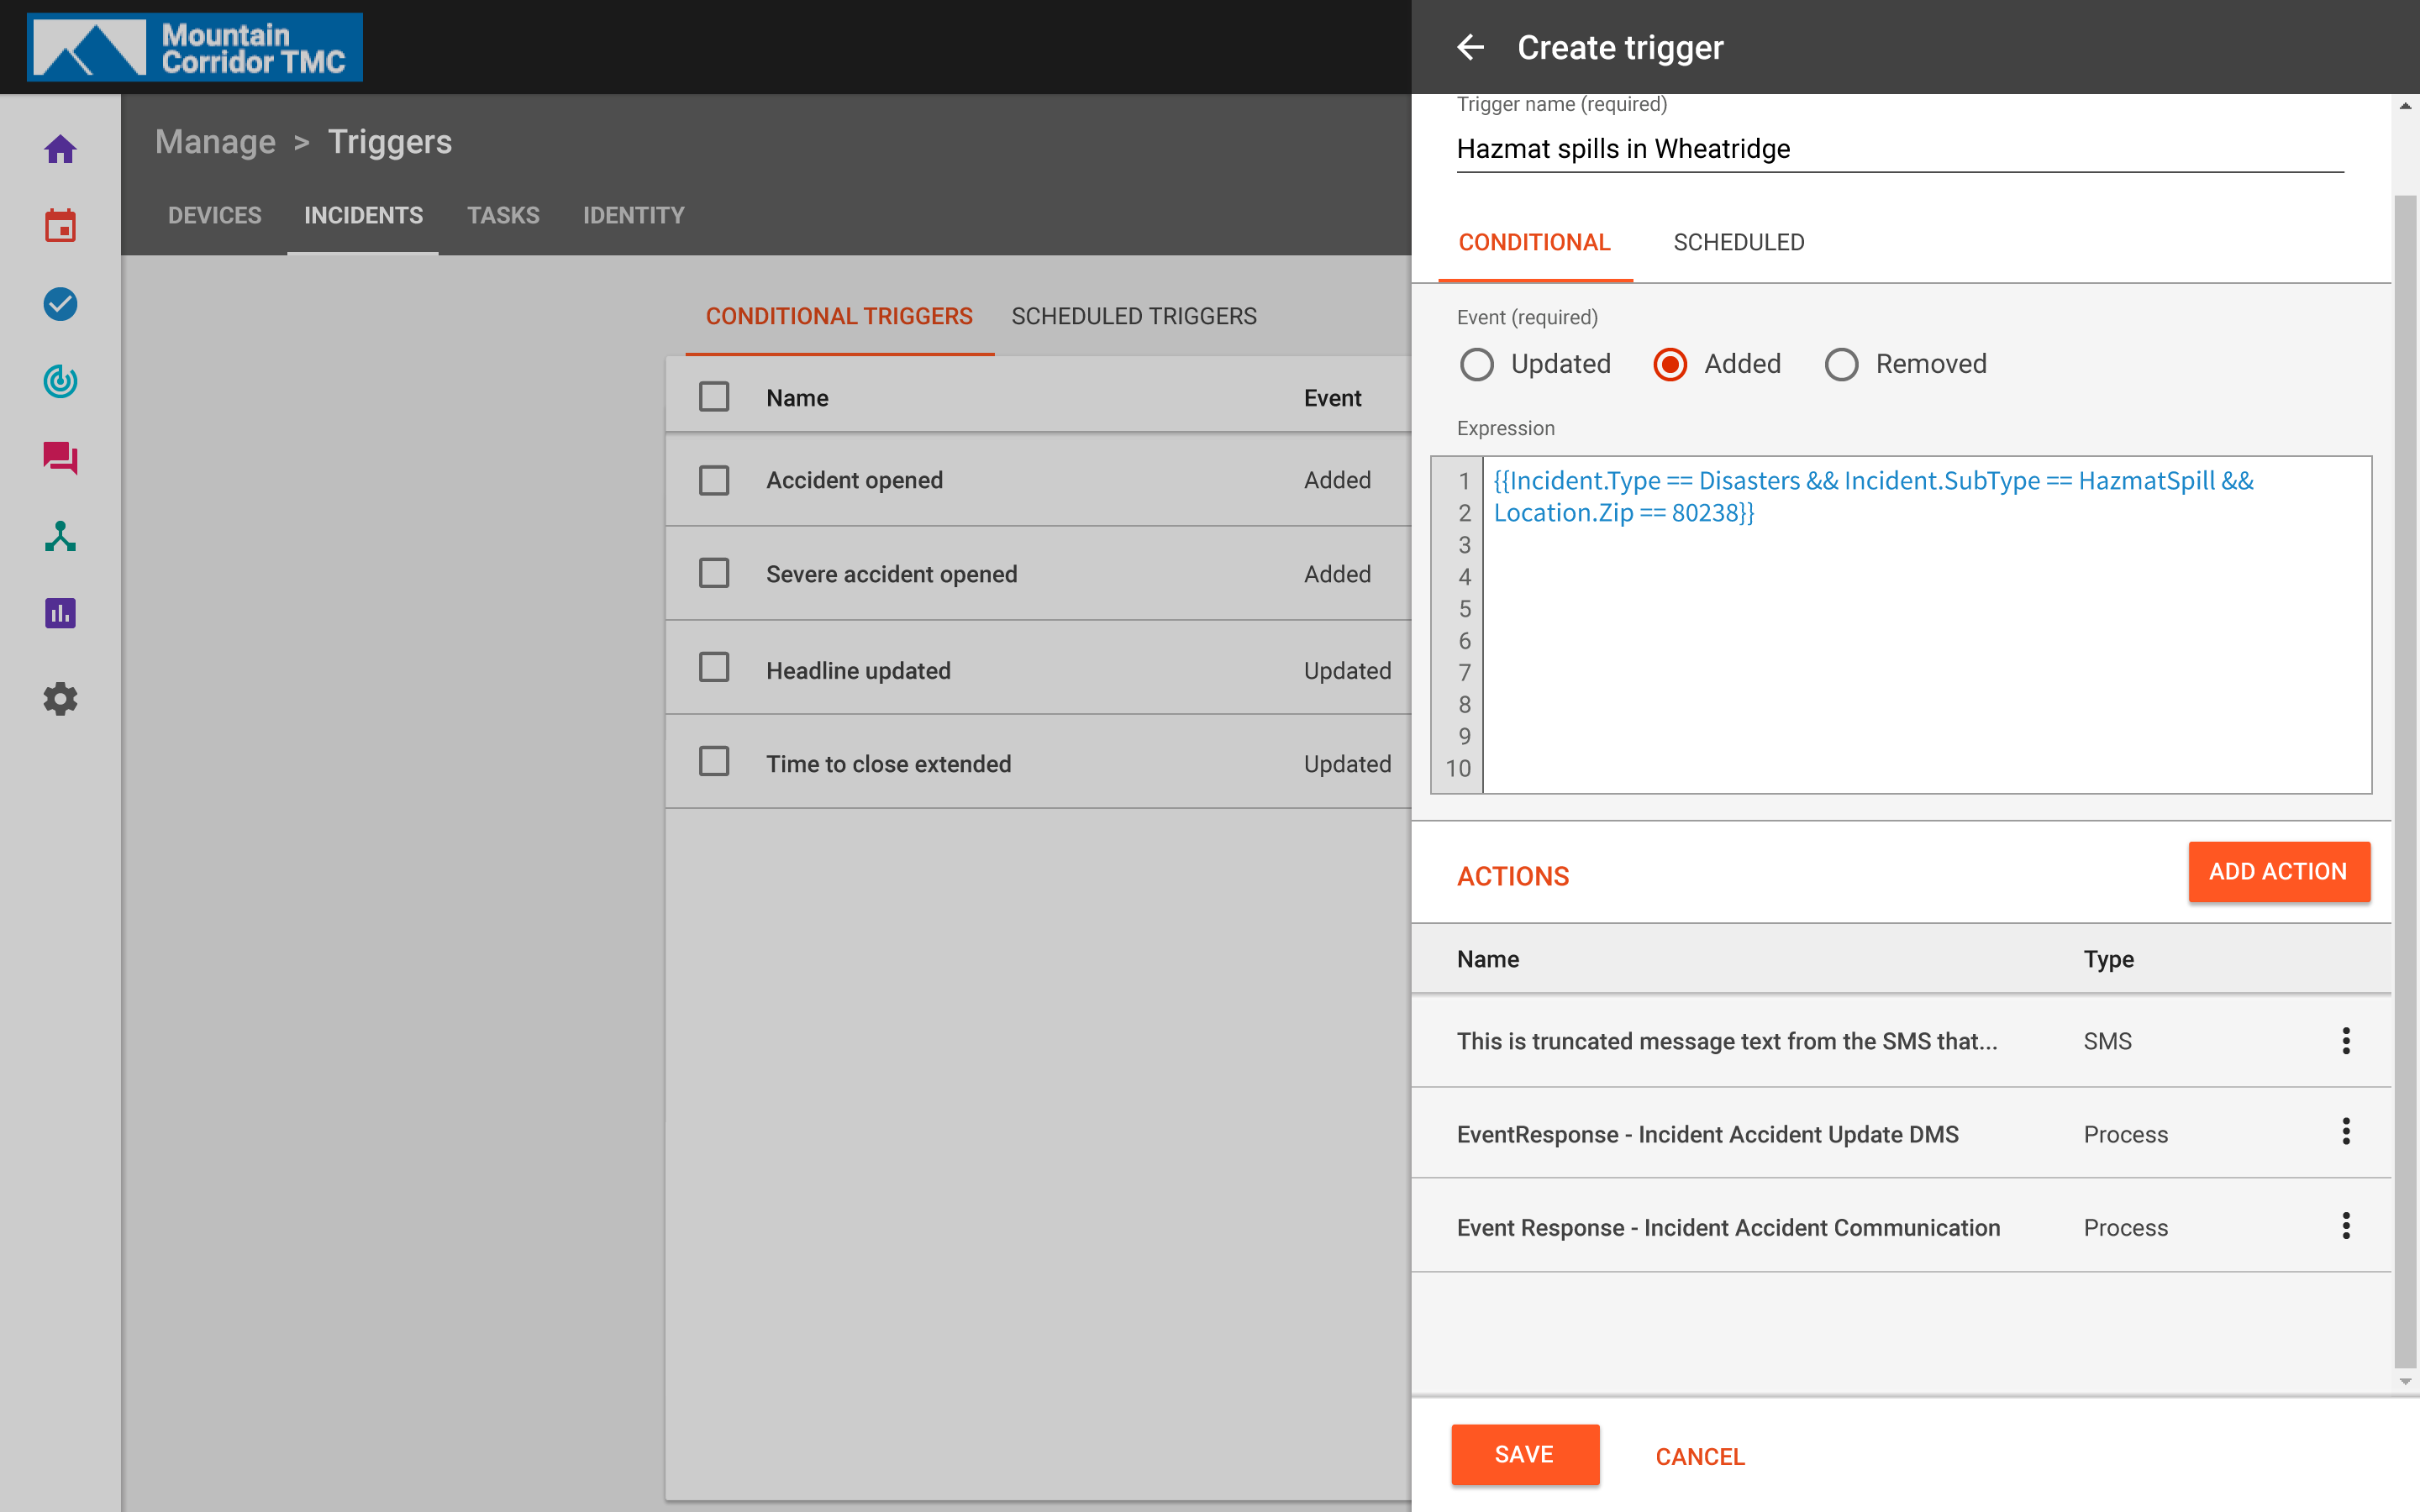 Mountain
Corridor TMC
Create trigger
Manage > Triggers
DEVICES INCIDENTS TASKS IDENTITY
CONDITIONAL TRIGGERS SCHEDULED TRIGGERS
Name Event
Accident opened Added
Severe accident opened Added
Headline updated Updated
Time to close extended Updated
Trigger name (required)
Hazmat spills in Wheatridge
CONDITIONAL SCHEDULED
Event (required)
Updated Added Removed
Expression
1 {{Incident.Type == Disasters && Incident.SubType == HazmatSpill &&
2 Location.Zip == 80238}}
3
4
5
6
7
8
9
10
ACTIONS ADD ACTION
Name Type
This is truncated message text from the SMS that... SMS
EventResponse - Incident Accident Update DMS Process
Event Response - Incident Accident Communication Process
SAVE CANCEL